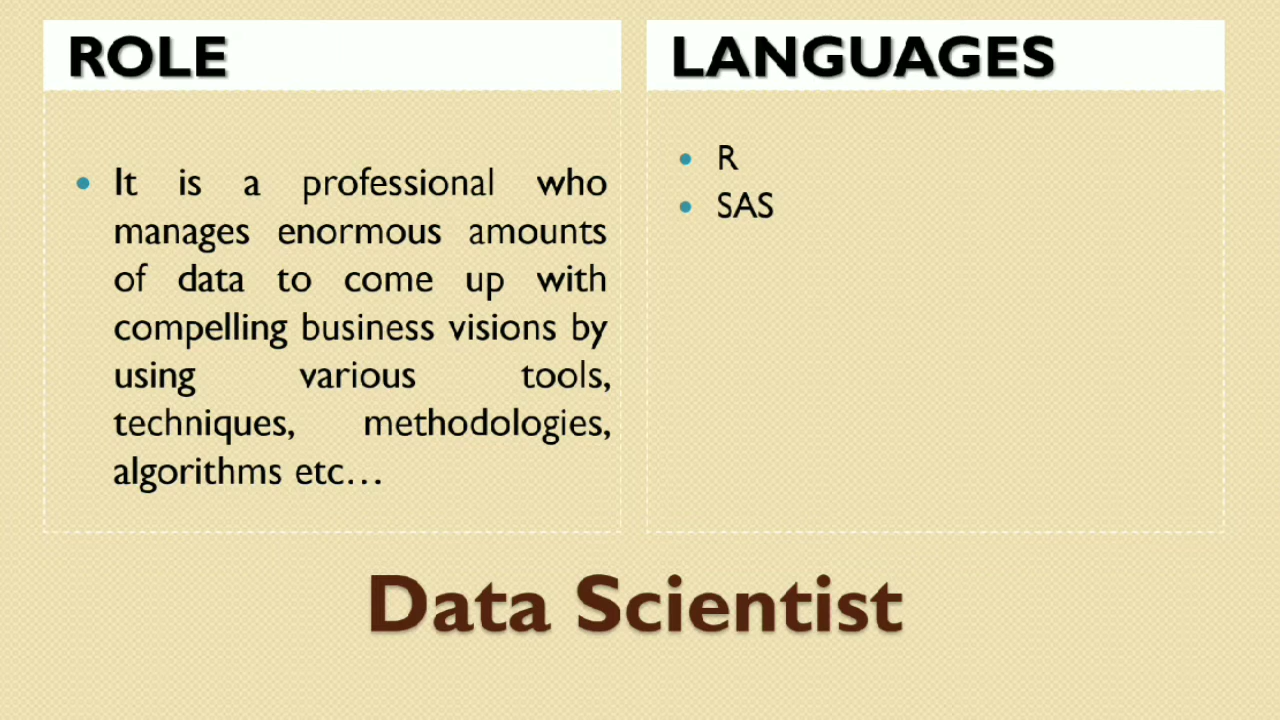 ROLE
It is a professional who
manages enormous amounts
of data to come up with
compelling business visions by
using various tools,
techniques, methodologies,
algorithms etc…
LANGUAGES
R
SAS
Data Scientist